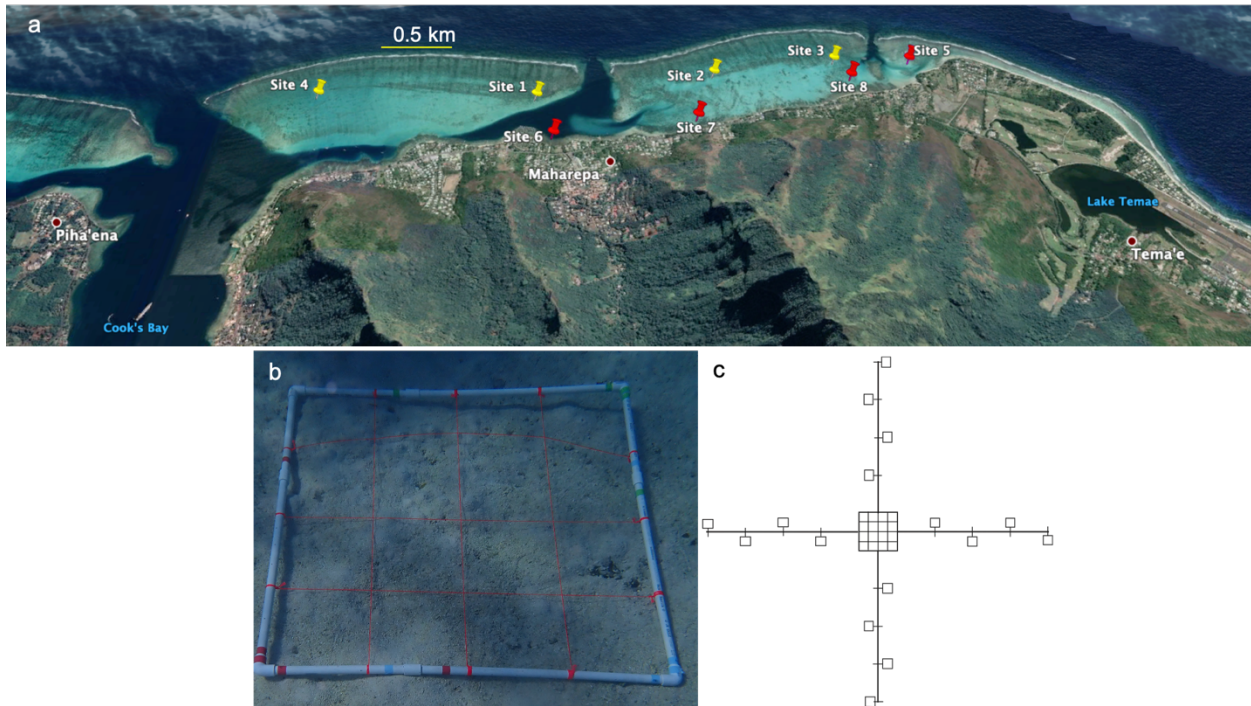 a
0.5 km
Site 4
Site 1
Site 2
Site 3
Site 5
Site 8
Site 6
Site 7
Maharepa
Piha'ena
Lake Temae
Tema'e
Cook's Bay
b
c